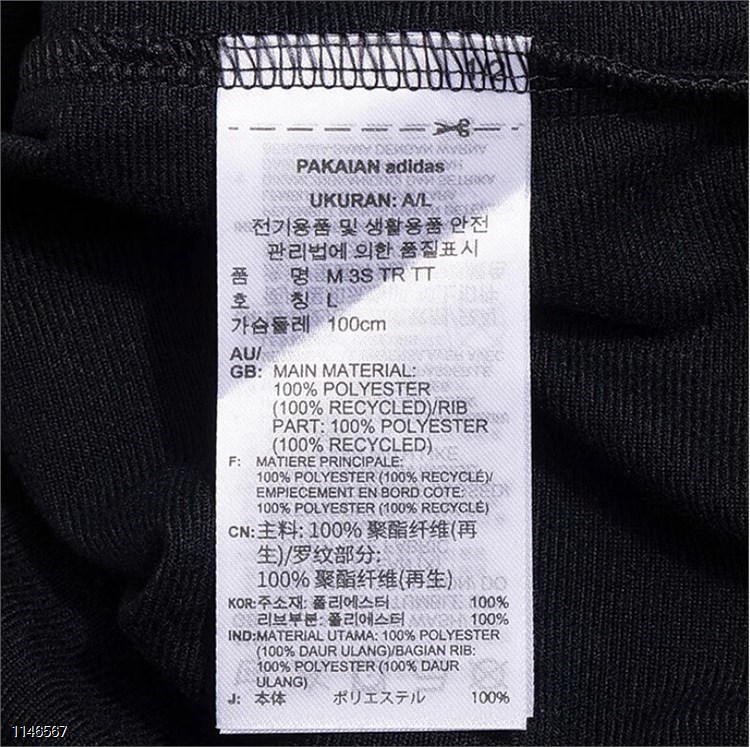 12
PAKAIAN adidas
UKURAN: A/L
전기용품 및 생활용품 안전
관리법에 의한 품질표시
품 명 M 3S TR TT
호 칭 L
가슴둘레 100cm
AU/
GB: MAIN MATERIAL:
100% POLYESTER
(100% RECYCLED)/RIB
PART: 100% POLYESTER
(100% RECYCLED)
F: MATIERE PRINCIPALE:
100% POLYESTER (100% RECYCLÉ)/
EMPIECEMENT EN BORD COTE:
100% POLYESTER (100% RECYCLÉ)
CN: 主料: 100% 聚酯纤维(再
生)/罗纹部分:
100% 聚酯纤维(再生)
KOR: 주소재: 폴리에스터 100%
리브부분: 폴리에스터 100%
IND: MATERIAL UTAMA: 100% POLYESTER
(100% DAUR ULANG)/BAGIAN RIB:
100% POLYESTER (100% DAUR
ULANG)
J: 本体 ポリエステル 100%
1146567